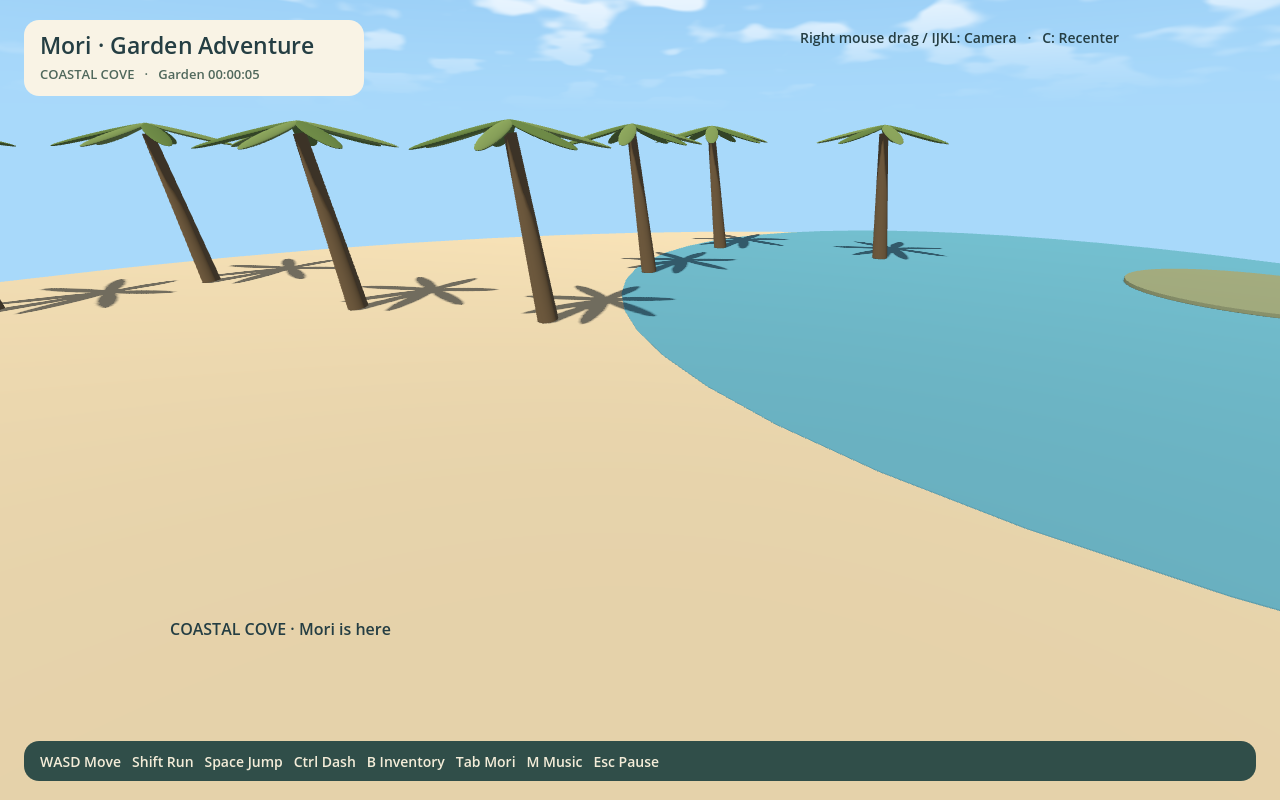 Mori · Garden Adventure
COASTAL COVE · Garden 00:00:05
Right mouse drag / IJKL: Camera · C: Recenter
COASTAL COVE · Mori is here
WASD Move Shift Run Space Jump Ctrl Dash B Inventory Tab Mori M Music Esc Pause